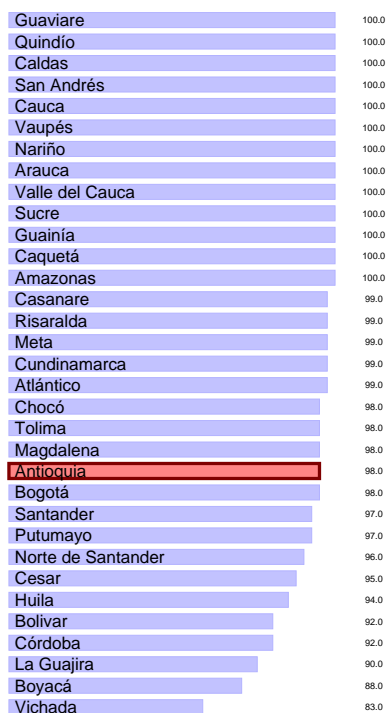 Guaviare 100.0
Quindío 100.0
Caldas 100.0
San Andrés 100.0
Cauca 100.0
Vaupés 100.0
Nariño 100.0
Arauca 100.0
Valle del Cauca 100.0
Sucre 100.0
Guainía 100.0
Caquetá 100.0
Amazonas 100.0
Casanare 99.0
Risaralda 99.0
Meta 99.0
Cundinamarca 99.0
Atlántico 99.0
Chocó 98.0
Tolima 98.0
Magdalena 98.0
Antioquia 98.0
Bogotá 98.0
Santander 97.0
Putumayo 97.0
Norte de Santander 96.0
Cesar 95.0
Huila 94.0
Bolivar 92.0
Córdoba 92.0
La Guajira 90.0
Boyacá 88.0
Vichada 83.0